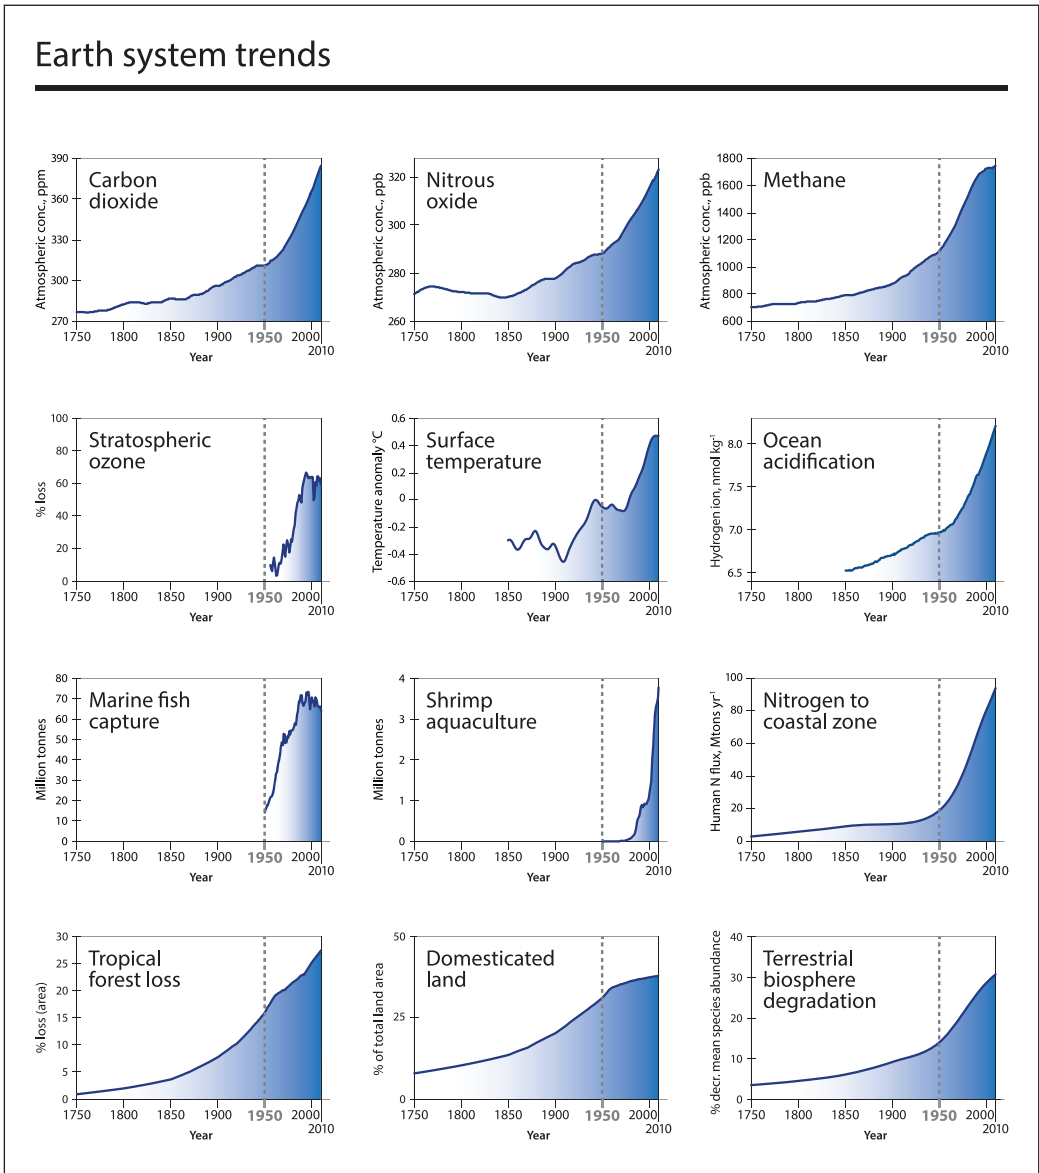 Earth system trends
Atmospheric conc., ppm
390
360
330
300
270
Carbon
dioxide
1750 1800 1850 1900 1950 2000
2010
Year
Atmospheric conc., ppb
320
300
280
260
Nitrous
oxide
1750 1800 1850 1900 1950 2000
2010
Year
Atmospheric conc., ppb
1800
1600
1400
1200
1000
800
600
Methane
1750 1800 1850 1900 1950 2000
2010
Year
% loss
100
80
60
40
20
0
Stratospheric
ozone
1750 1800 1850 1900 1950 2000
2010
Year
Temperature anomaly °C
0.6
0.4
0.2
0
-0.2
-0.4
-0.6
Surface
temperature
1750 1800 1850 1900 1950 2000
2010
Year
Hydrogen ion, nmol kg⁻¹
8.0
7.5
7.0
6.5
Ocean
acidification
1750 1800 1850 1900 1950 2000
2010
Year
Million tonnes
80
70
60
50
40
30
20
10
0
Marine fish
capture
1750 1800 1850 1900 1950 2000
2010
Year
Million tonnes
4
3
2
1
0
Shrimp
aquaculture
1750 1800 1850 1900 1950 2000
2010
Year
Human N flux, Mtons yr⁻¹
100
80
60
40
20
0
Nitrogen to
coastal zone
1750 1800 1850 1900 1950 2000
2010
Year
% loss (area)
30
25
20
15
10
5
0
Tropical
forest loss
1750 1800 1850 1900 1950 2000
2010
Year
% of total land area
50
25
0
Domesticated
land
1750 1800 1850 1900 1950 2000
2010
Year
% decr. mean species abundance
40
30
20
10
0
Terrestrial
biosphere
degradation
1750 1800 1850 1900 1950 2000
2010
Year